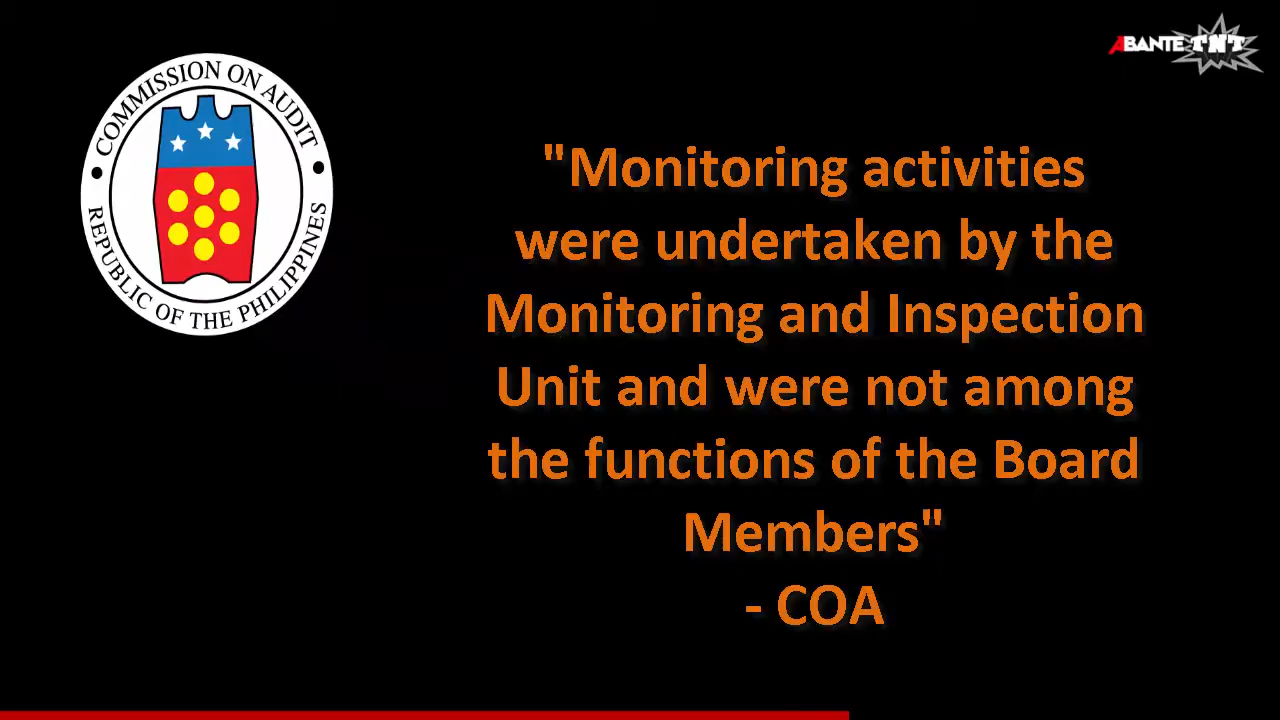 COMMISSION ON AUDIT
REPUBLIC OF THE PHILIPPINES
ABANTE TNT
"Monitoring activities
were undertaken by the
Monitoring and Inspection
Unit and were not among
the functions of the Board
Members"
- COA